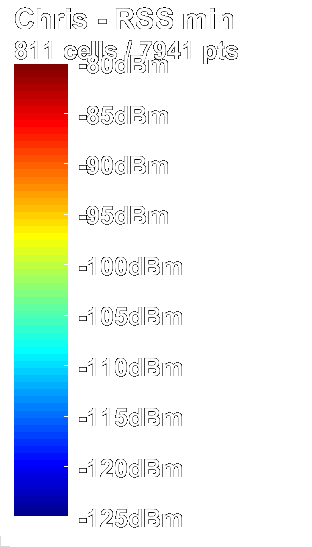 Chris - RSS min
811 cells / 7941 pts
-80dBm
-85dBm
-90dBm
-95dBm
-100dBm
-105dBm
-110dBm
-115dBm
-120dBm
-125dBm